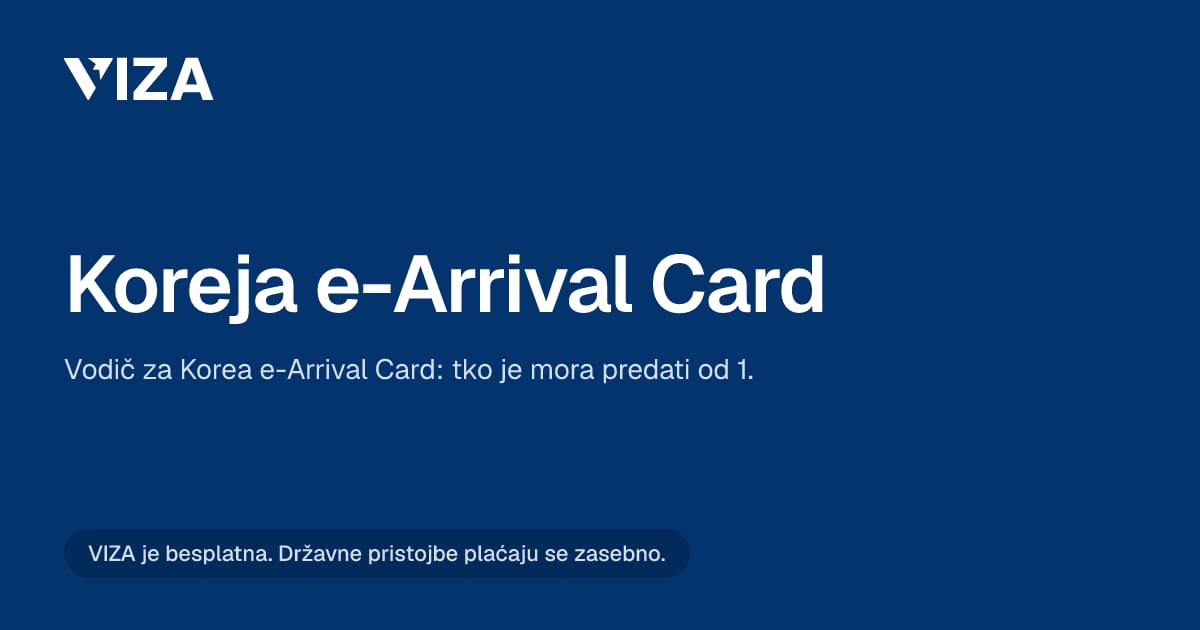 VIZA
Koreja e-Arrival Card
Vodič za Korea e-Arrival Card: tko je mora predati od 1.
VIZA je besplatna. Državne pristojbe plaćaju se zasebno.